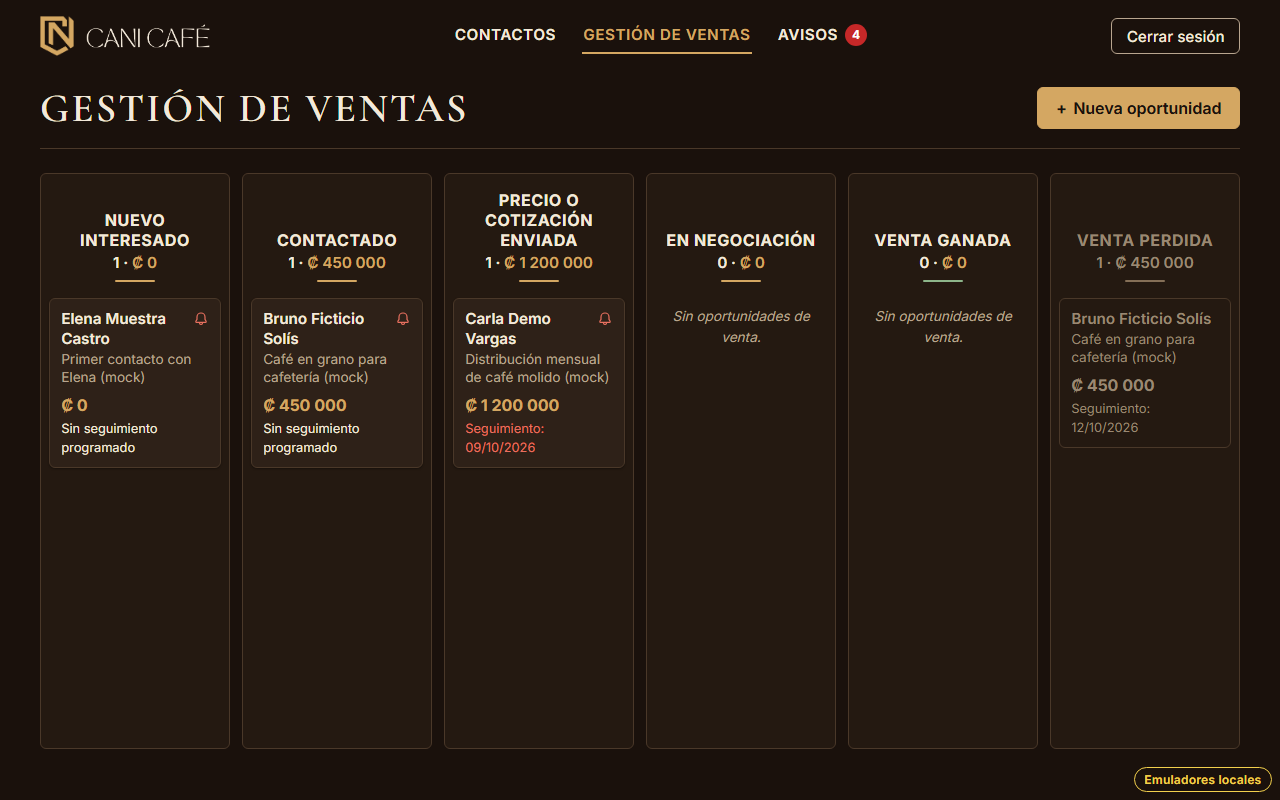 CANI CAFÉ
CONTACTOS
GESTIÓN DE VENTAS
AVISOS 4
Cerrar sesión
GESTIÓN DE VENTAS
+ Nueva oportunidad
NUEVO
INTERESADO
1 · ₡ 0
Elena Muestra
Castro
Primer contacto con
Elena (mock)
₡ 0
Sin seguimiento
programado
CONTACTADO
1 · ₡ 450 000
Bruno Ficticio
Solís
Café en grano para
cafetería (mock)
₡ 450 000
Sin seguimiento
programado
PRECIO O
COTIZACIÓN
ENVIADA
1 · ₡ 1 200 000
Carla Demo
Vargas
Distribución mensual
de café molido (mock)
₡ 1 200 000
Seguimiento:
09/10/2026
EN NEGOCIACIÓN
0 · ₡ 0
Sin oportunidades de
venta.
VENTA GANADA
0 · ₡ 0
Sin oportunidades de
venta.
VENTA PERDIDA
1 · ₡ 450 000
Bruno Ficticio Solís
Café en grano para
cafetería (mock)
₡ 450 000
Seguimiento:
12/10/2026
Emuladores locales